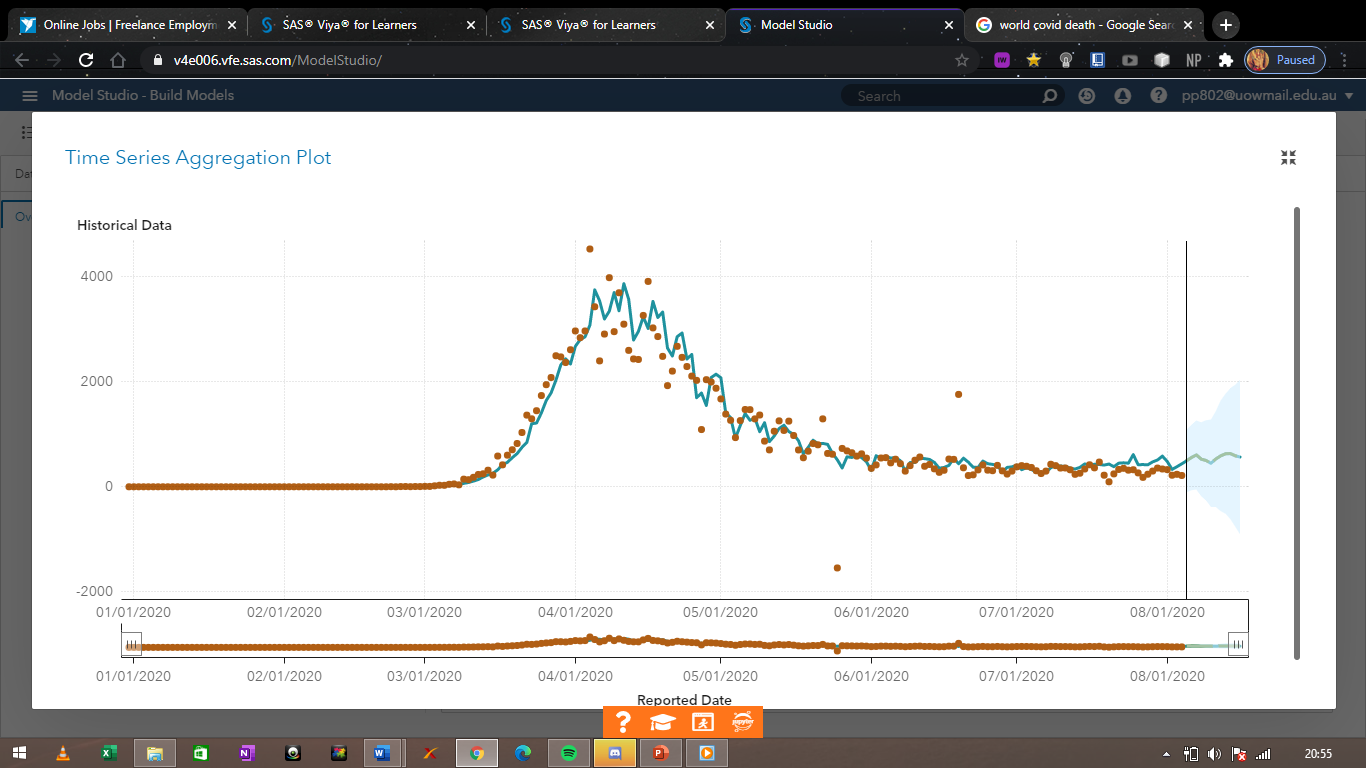 Online Jobs | Freelance Employm
SAS® Viya® for Learners
SAS® Viya® for Learners
Model Studio
world covid death - Google Sear
v4e006.vfe.sas.com/ModelStudio/
NP
Paused
Model Studio - Build Models
Search
pp802@uowmail.edu.au
Time Series Aggregation Plot
Dat
Ov
Historical Data
4000
2000
0
-2000
01/01/2020 02/01/2020 03/01/2020 04/01/2020 05/01/2020 06/01/2020 07/01/2020 08/01/2020
01/01/2020 02/01/2020 03/01/2020 04/01/2020 05/01/2020 06/01/2020 07/01/2020 08/01/2020
Reported Date
20:55